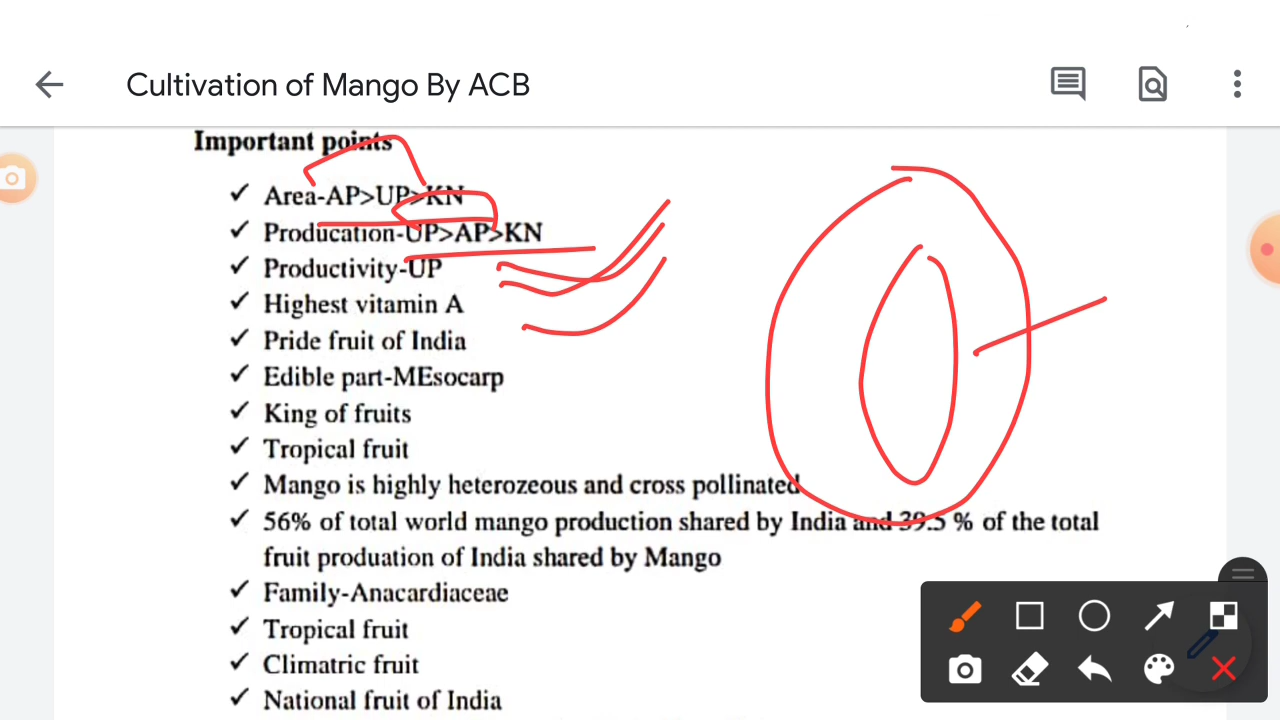 Cultivation of Mango By ACB
Important points
✓ Area-AP>UP>KN
✓ Producation-UP>AP>KN
✓ Productivity-UP
✓ Highest vitamin A
✓ Pride fruit of India
✓ Edible part-MEsocarp
✓ King of fruits
✓ Tropical fruit
✓ Mango is highly heterozeous and cross pollinated
✓ 56% of total world mango production shared by India and 39.5 % of the total
fruit produation of India shared by Mango
✓ Family-Anacardiaceae
✓ Tropical fruit
✓ Climatric fruit
✓ National fruit of India